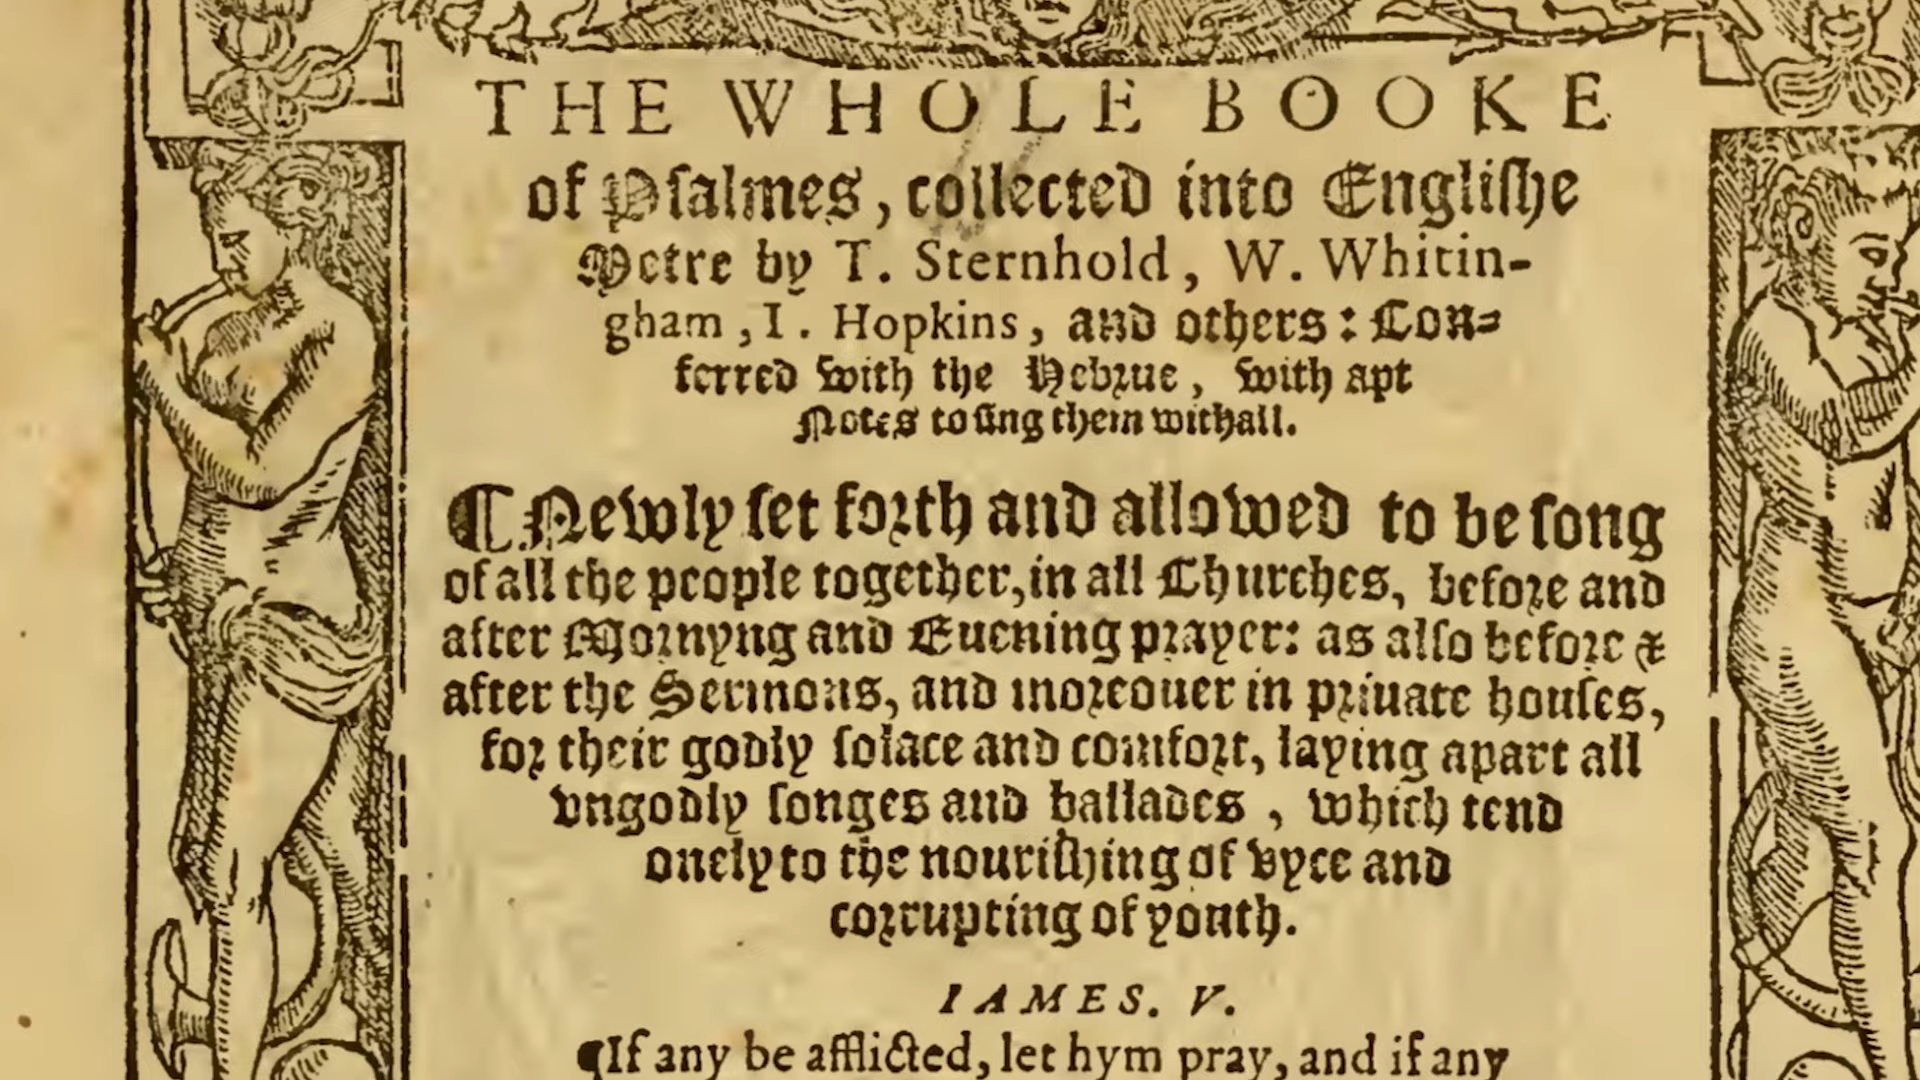 THE WHOLE BOOKE
of Pſalmes, collected into Engliſhe
Metre by T. Sternhold, W. Whitin-
gham, I. Hopkins, and others: Con-
ferred with the Hebrue, with apt
Notes to ſing them withall.
¶Newly ſet forth and allowed to be ſong
of all the people together, in all Churches, before and
after Mornyng and Euening prayer: as alſo before &
after the Sermons, and moreouer in priuate houſes,
for their godly ſolace and comfort, laying apart all
vngodly ſonges and ballades, which tend
onely to the nouriſhing of vyce and
corrupting of youth.
IAMES. V.
¶If any be afflicted, let hym pray, and if any